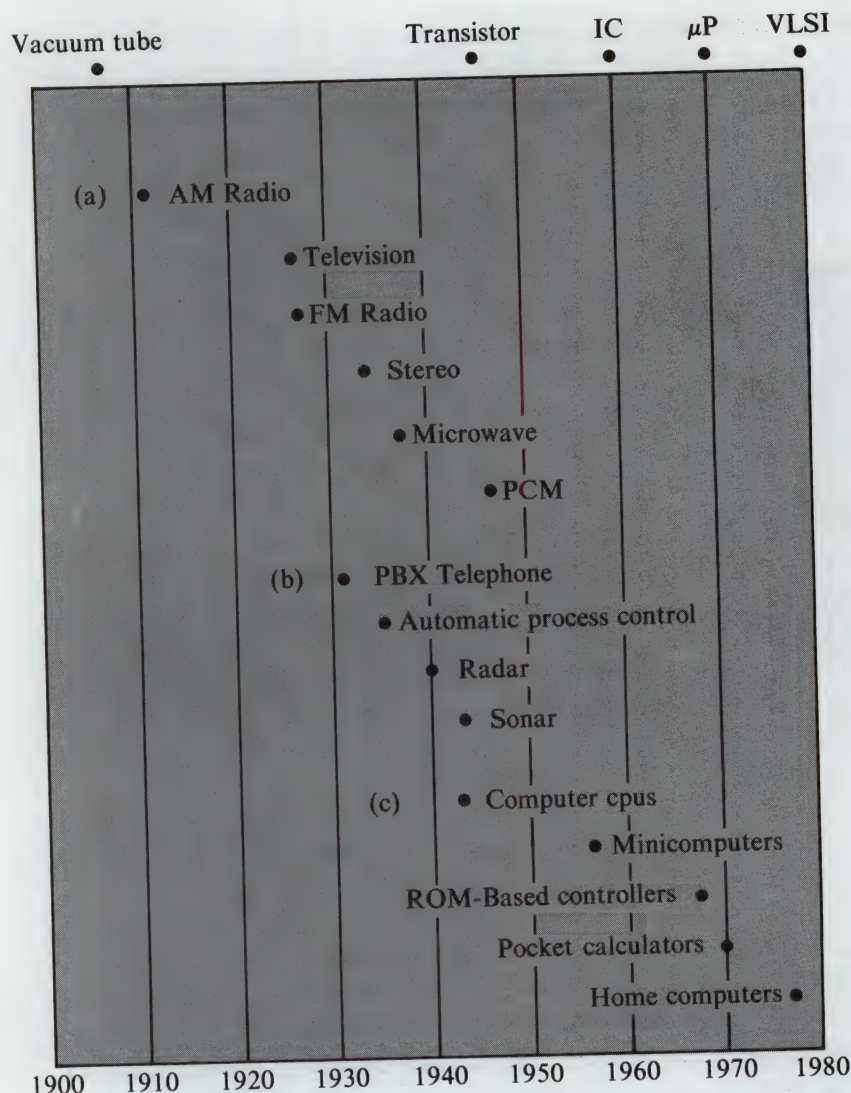 Vacuum tube Transistor IC μP VLSI
(a) AM Radio
Television
FM Radio
Stereo
Microwave
PCM
(b) PBX Telephone
Automatic process control
Radar
Sonar
(c) Computer cpus
Minicomputers
ROM-Based controllers
Pocket calculators
Home computers
1900 1910 1920 1930 1940 1950 1960 1970 1980